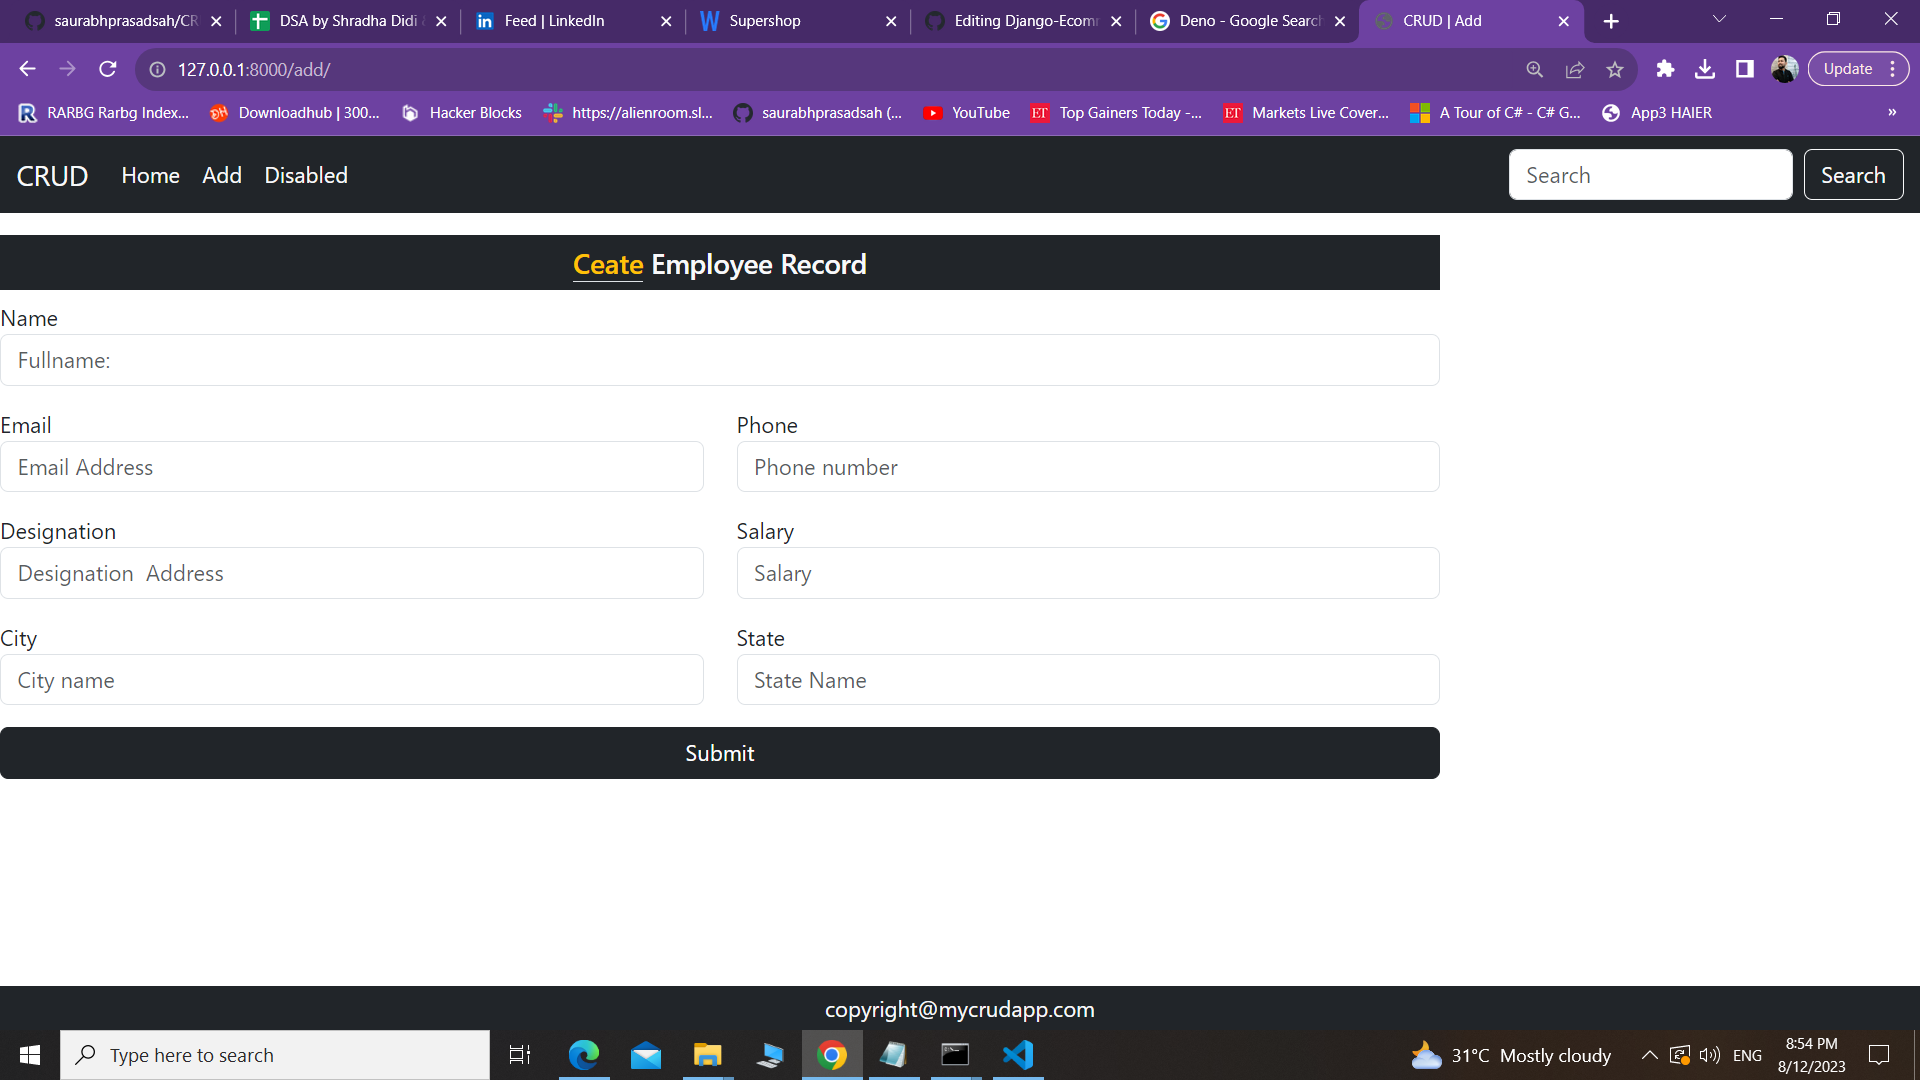 saurabhprasadsah/CR
DSA by Shradha Didi
Feed | LinkedIn
Supershop
Editing Django-Ecomm
Deno - Google Search
CRUD | Add
127.0.0.1:8000/add/
Update
RARBG Rarbg Index...
Downloadhub | 300...
Hacker Blocks
https://alienroom.sl...
saurabhprasadsah (...
YouTube
ET Top Gainers Today -...
ET Markets Live Cover...
A Tour of C# - C# G...
App3 HAIER
»
CRUD Home Add Disabled
Search
Search
Ceate Employee Record
Name
Fullname:
Email Phone
Email Address Phone number
Designation Salary
Designation  Address Salary
City State
City name State Name
Submit
copyright@mycrudapp.com
Type here to search
31°C Mostly cloudy
ENG
8:54 PM
8/12/2023